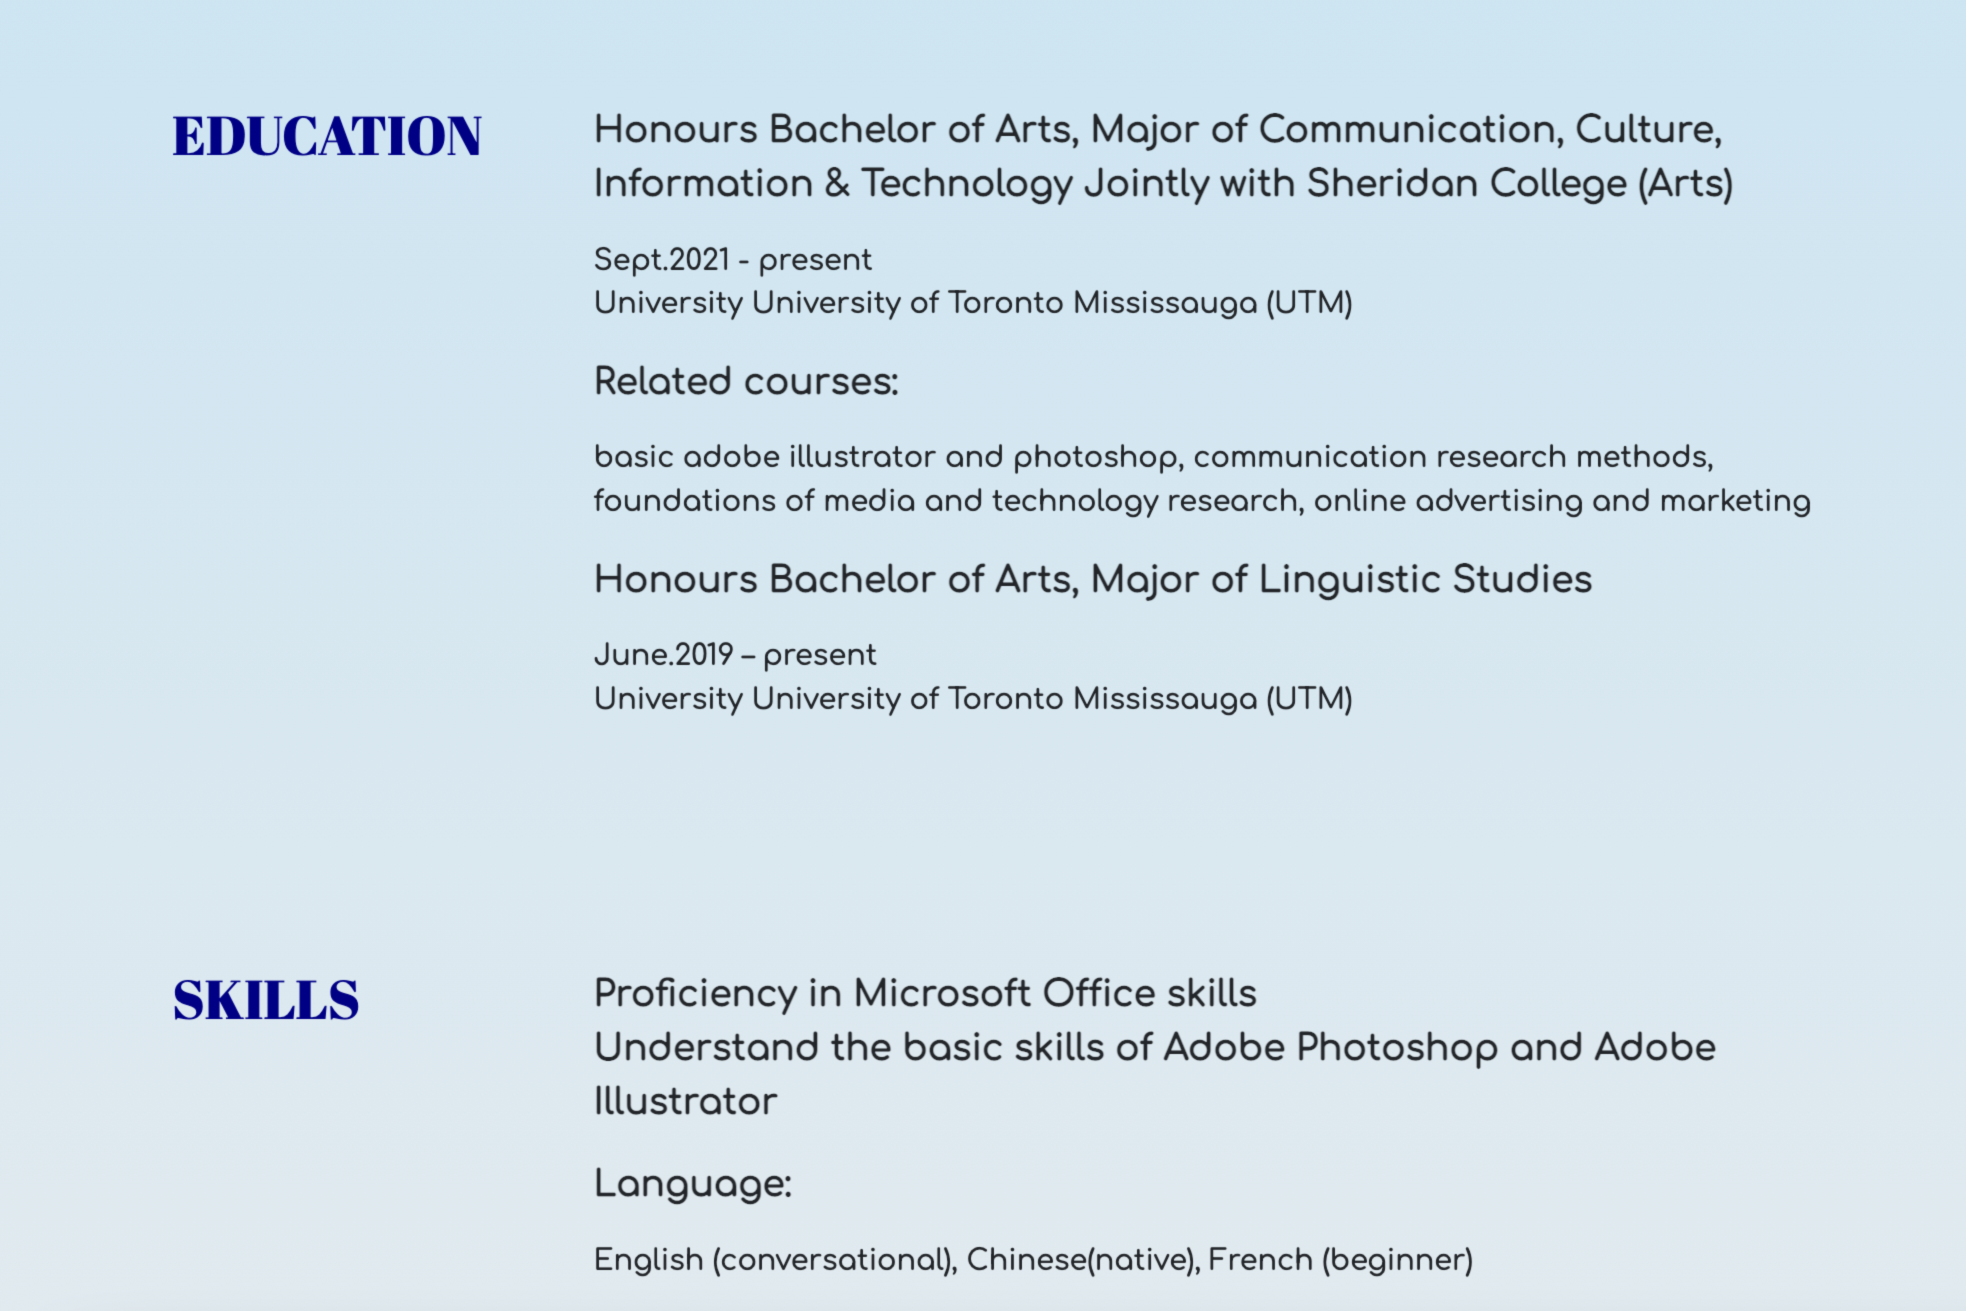 EDUCATION
Honours Bachelor of Arts, Major of Communication, Culture,
Information & Technology Jointly with Sheridan College (Arts)
Sept.2021 - present
University University of Toronto Mississauga (UTM)
Related courses:
basic adobe illustrator and photoshop, communication research methods,
foundations of media and technology research, online advertising and marketing
Honours Bachelor of Arts, Major of Linguistic Studies
June.2019 – present
University University of Toronto Mississauga (UTM)
SKILLS
Proficiency in Microsoft Office skills
Understand the basic skills of Adobe Photoshop and Adobe
Illustrator
Language:
English (conversational), Chinese(native), French (beginner)